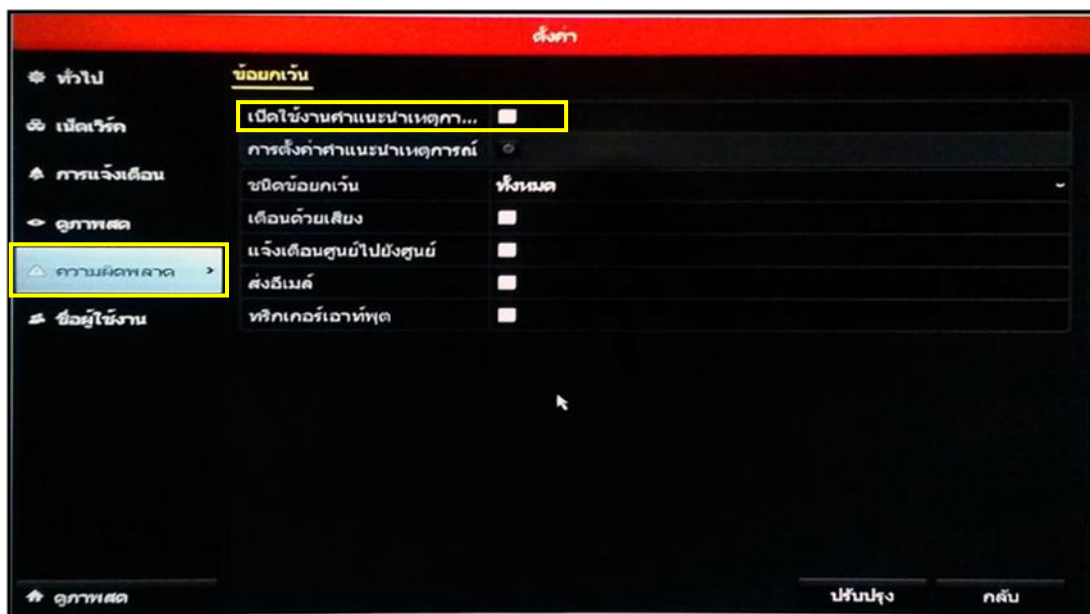 ตั้งค่า
ทั่วไป
เน็ตเวิร์ค
การแจ้งเตือน
ดูภาพสด
ความผิดพลาด
ชื่อผู้ใช้งาน
ดูภาพสด
ข้อยกเว้น
เปิดใช้งานคำแนะนำเหตุกา...
การตั้งค่าคำแนะนำเหตุการณ์
ชนิดข้อยกเว้น ทั้งหมด
เตือนด้วยเสียง
แจ้งเตือนศูนย์ไปยังศูนย์
ส่งอีเมล์
ทริกเกอร์เอาท์พุต
ปรับปรุง กลับ